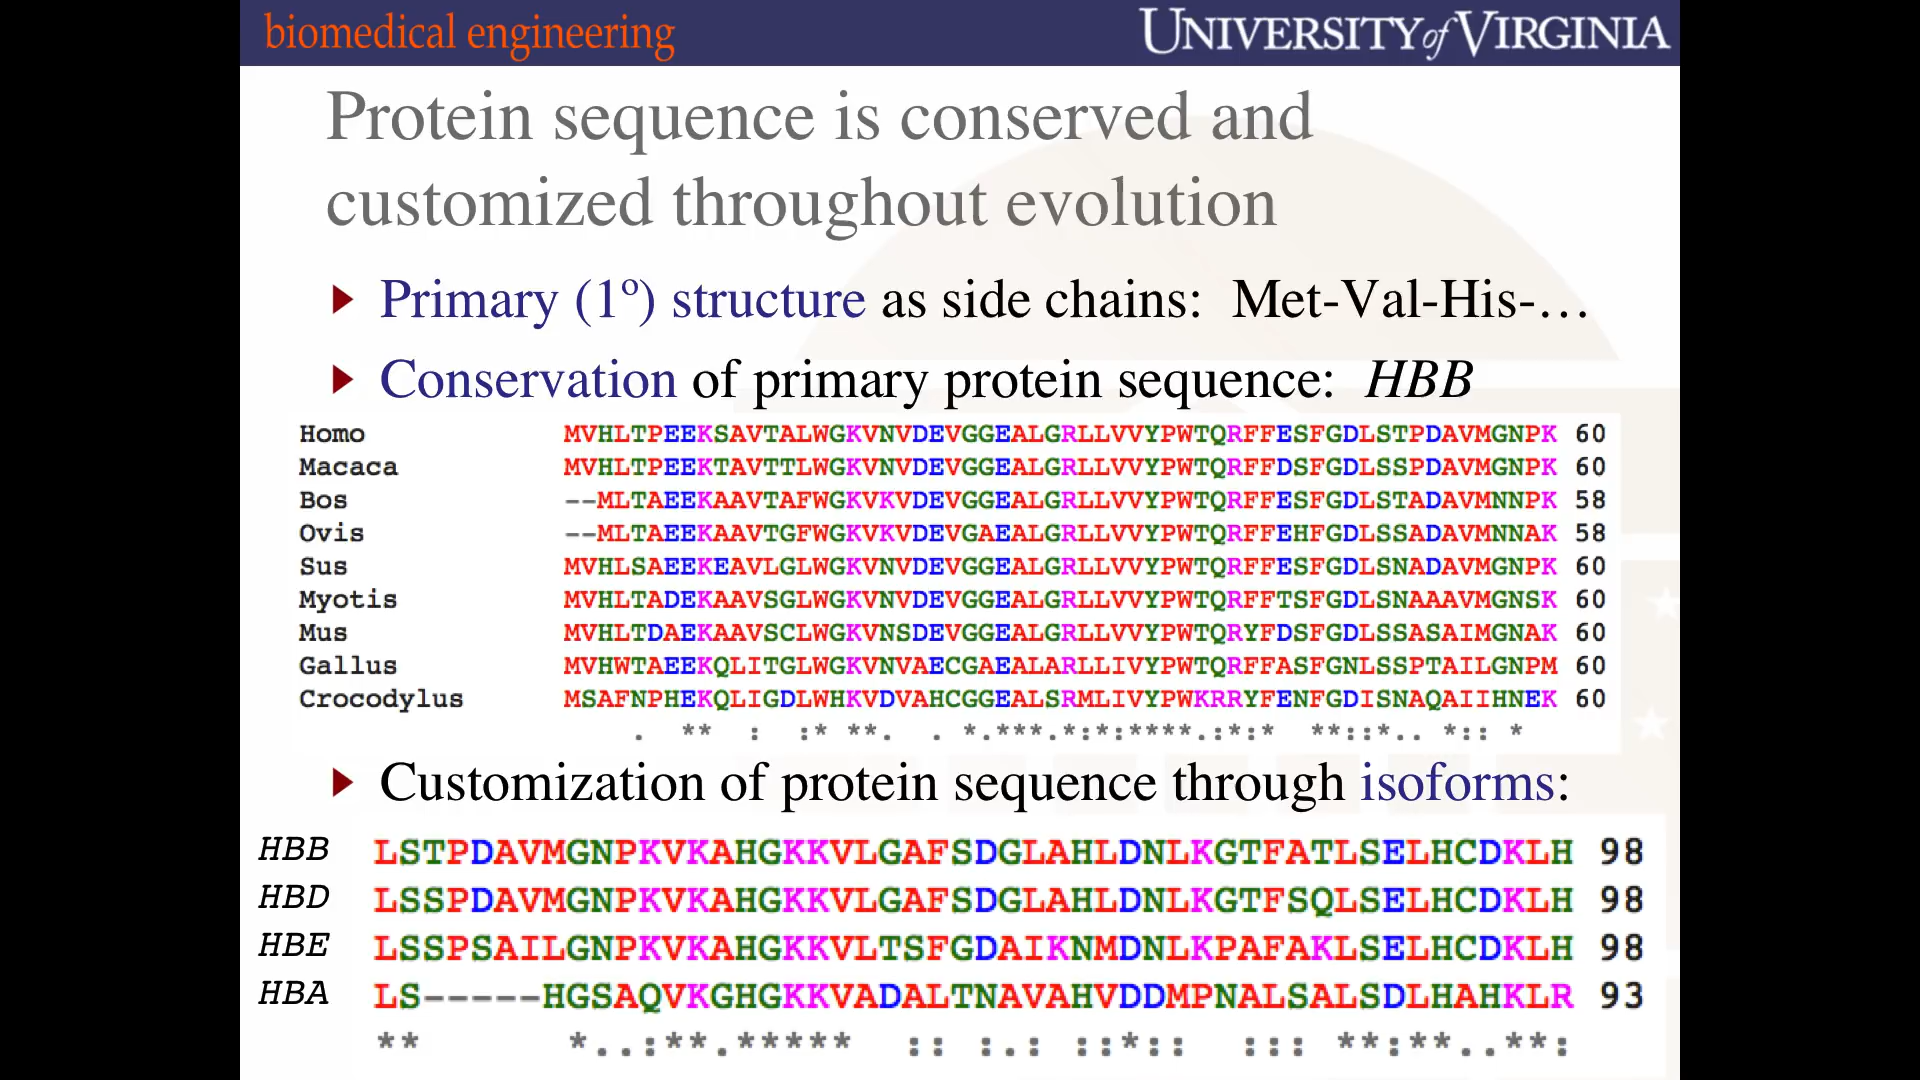 biomedical engineering
UNIVERSITY of VIRGINIA
Protein sequence is conserved and
customized throughout evolution
Primary (1º) structure as side chains: Met-Val-His-…
Conservation of primary protein sequence: HBB
Homo MVHLTPEEKSAVTALWGKVNVDEVGGEALGRLLVVYPWTQRFFESFGDLSTPDAVMGNPK 60
Macaca MVHLTPEEKTAVTTLWGKVNVDEVGGEALGRLLVVYPWTQRFFDSFGDLSSPDAVMGNPK 60
Bos --MLTAEEKAAVTAFWGKVKVDEVGGEALGRLLVVYPWTQRFFESFGDLSTADAVMNNPK 58
Ovis --MLTAEEKAAVTGFWGKVKVDEVGAEALGRLLVVYPWTQRFFEHFGDLSSADAVMNNAK 58
Sus MVHLSAEEKEAVLGLWGKVNVDEVGGEALGRLLVVYPWTQRFFESFGDLSNADAVMGNPK 60
Myotis MVHLTADEKAAVSGLWGKVNVDEVGGEALGRLLVVYPWTQRFFTSFGDLSNAAAVMGNSK 60
Mus MVHLTDAEKAAVSCLWGKVNSDEVGGEALGRLLVVYPWTQRYFDSFGDLSSASAIMGNAK 60
Gallus MVHWTAEEKQLITGLWGKVNVAECGAEALARLLIVYPWTQRFFASFGNLSSPTAILGNPM 60
Crocodylus MSAFNPHEKQLIGDLWHKVDVAHCGGEALSRMLIVYPWKRRYFENFGDISNAQAIIHNEK 60
. ** : :* **. . *.***.*:*:****.:*:* **::*.. *:: *
Customization of protein sequence through isoforms:
HBB LSTPDAVMGNPKVKAHGKKVLGAFSDGLAHLDNLKGTFATLSELHCDKLH 98
HBD LSSPDAVMGNPKVKAHGKKVLGAFSDGLAHLDNLKGTFSQLSELHCDKLH 98
HBE LSSPSAILGNPKVKAHGKKVLTSFGDAIKNMDNLKPAFAKLSELHCDKLH 98
HBA LS-----HGSAQVKGHGKKVADALTNAVAHVDDMPNALSALSDLHAHKLR 93
** *..:**.***** :: :.: ::*:: ::: **:**..**: